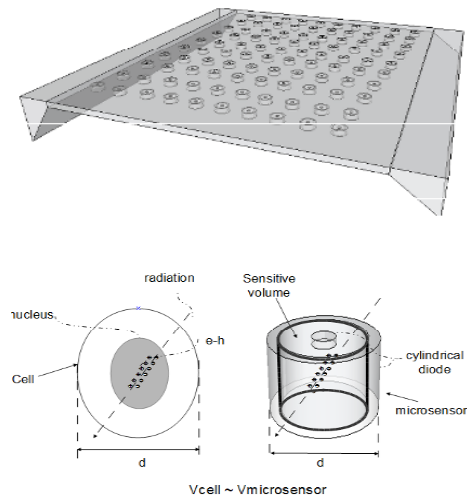 radiation
Sensitive
volume
nucleus
e-h
Cell
cylindrical
diode
microsensor
d
d
Vcell ~ Vmicrosensor